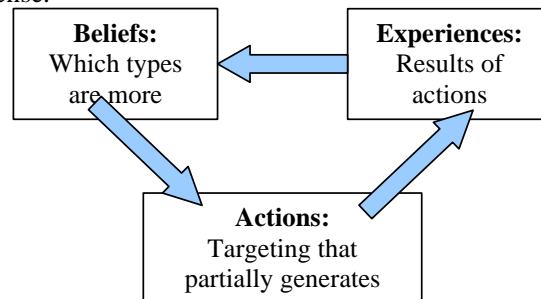 ense.
Beliefs:
Which types
are more
Experiences:
Results of
actions
Actions:
Targeting that
partially generates